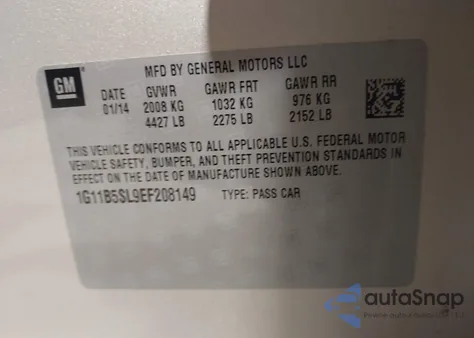 GM
MFD BY GENERAL MOTORS LLC
DATE GVWR GAWR FRT GAWR RR
01/14 2008 KG 1032 KG 976 KG
4427 LB 2275 LB 2152 LB
THIS VEHICLE CONFORMS TO ALL APPLICABLE U.S. FEDERAL MOTOR
VEHICLE SAFETY, BUMPER, AND THEFT PREVENTION STANDARDS IN
EFFECT ON THE DATE OF MANUFACTURE SHOWN ABOVE.
1G11B5SL9EF208149 TYPE: PASS CAR
autaSnap